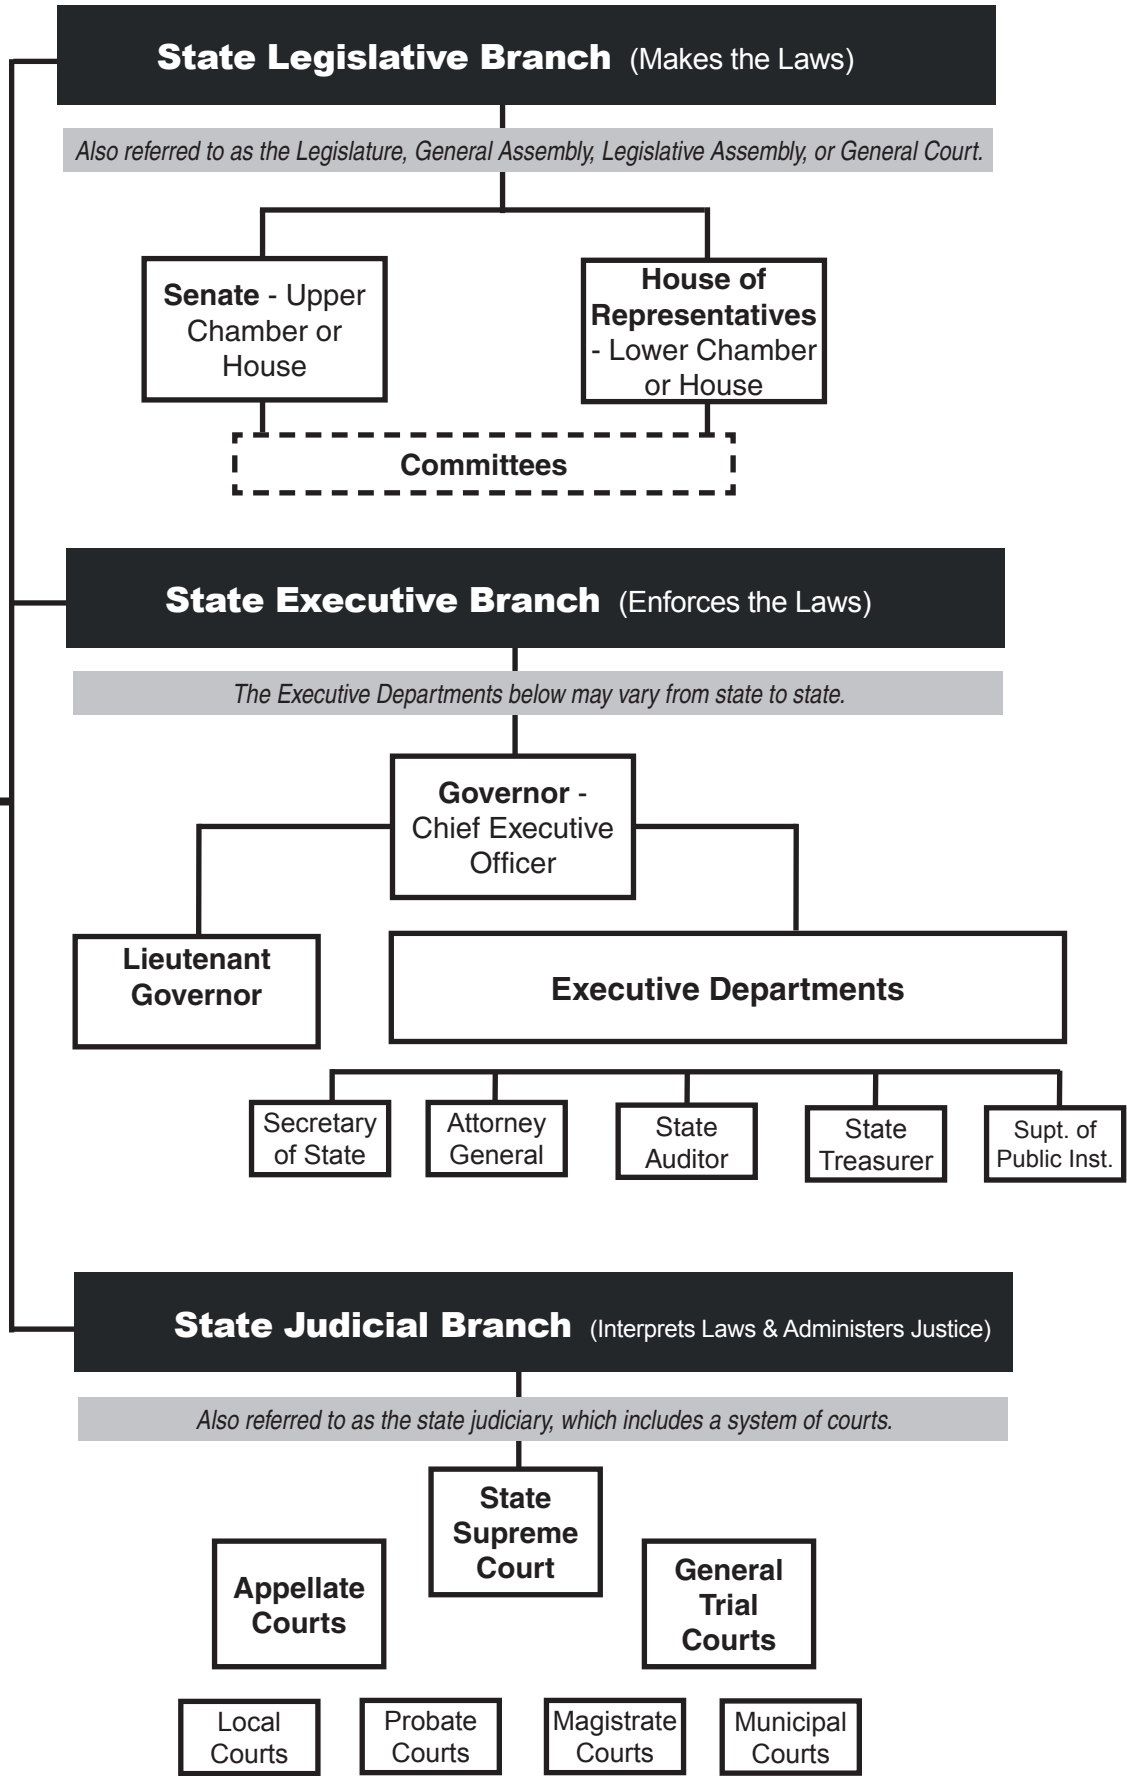 State Legislative Branch (Makes the Laws)
Also referred to as the Legislature, General Assembly, Legislative Assembly, or General Court.
Senate - Upper
Chamber or
House
House of
Representatives
- Lower Chamber
or House
Committees
State Executive Branch (Enforces the Laws)
The Executive Departments below may vary from state to state.
Governor -
Chief Executive
Officer
Lieutenant
Governor
Executive Departments
Secretary
of State
Attorney
General
State
Auditor
State
Treasurer
Supt. of
Public Inst.
State Judicial Branch (Interprets Laws & Administers Justice)
Also referred to as the state judiciary, which includes a system of courts.
State
Supreme
Court
Appellate
Courts
General
Trial
Courts
Local
Courts
Probate
Courts
Magistrate
Courts
Municipal
Courts